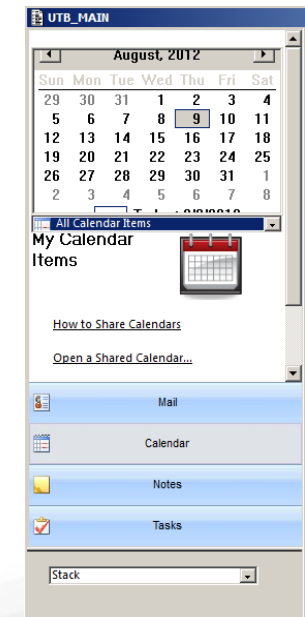 UTB_MAIN
August, 2012
Sun Mon Tue Wed Thu Fri Sat
29 30 31 1 2 3 4
5 6 7 8 9 10 11
12 13 14 15 16 17 18
19 20 21 22 23 24 25
26 27 28 29 30 31 1
2 3 4 5 6 7 8
All Calendar Items
My Calendar
Items
How to Share Calendars
Open a Shared Calendar...
Mail
Calendar
Notes
Tasks
Stack